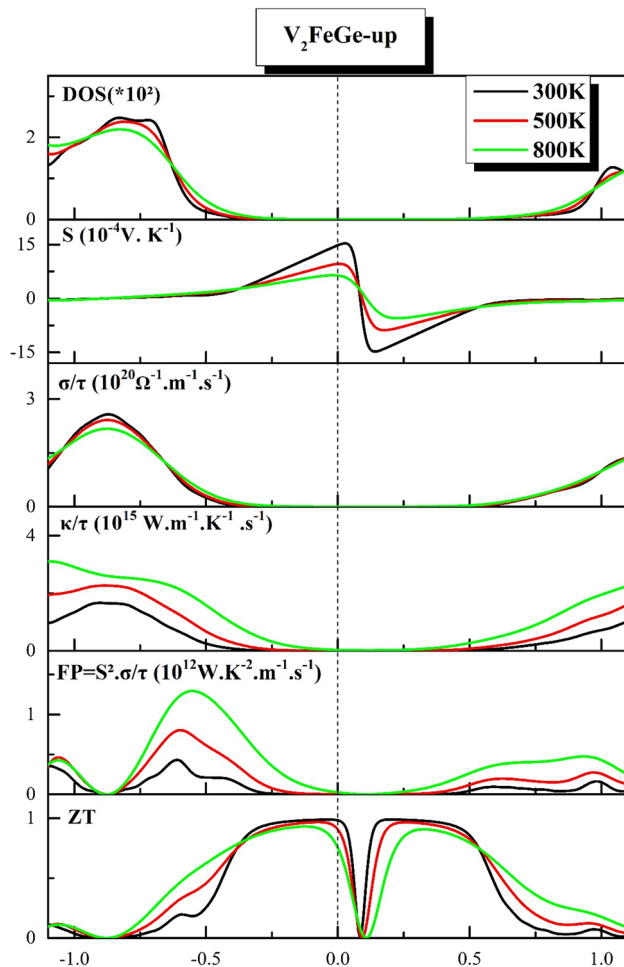 V₂FeGe-up
DOS(*10²)
300K
500K
800K
2
0
S (10⁻⁴V. K⁻¹)
15
0
-15
σ/τ (10²⁰Ω⁻¹.m⁻¹.s⁻¹)
3
0
κ/τ (10¹⁵ W.m⁻¹.K⁻¹ .s⁻¹)
4
2
0
FP=S².σ/τ (10¹²W.K⁻².m⁻¹.s⁻¹)
1
0
ZT
1
0
-1.0 -0.5 0.0 0.5 1.0